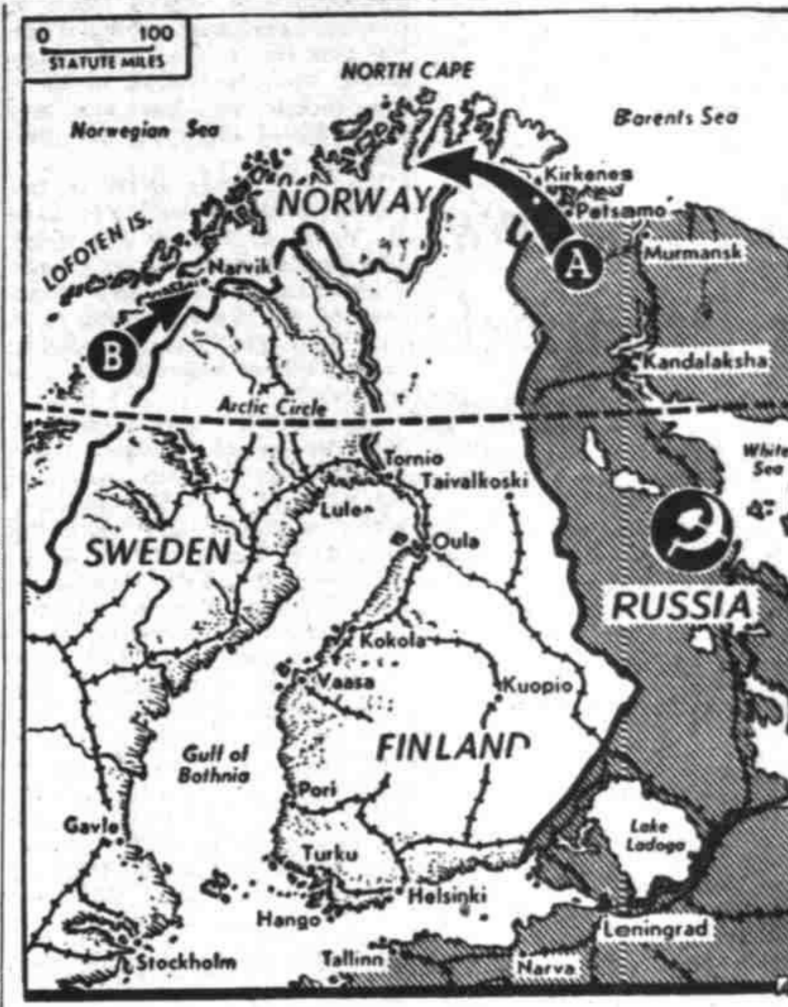 0 100
STATUTE MILES
NORTH CAPE
Norwegian Sea
Barents Sea
Kirkenes
NORWAY
Petsamo
LOFOTEN IS.
A
Murmansk
Narvik
B
Kandalaksha
Arctic Circle
White
Sea
Tornio
Taivalkoski
Lulea
Oula
SWEDEN
RUSSIA
Kokola
Vaasa
Kuopio
Gulf of
Bothnia
FINLAND
Pori
Gavle
Lake
Ladoga
Turku
Helsinki
Hango
Leningrad
Stockholm
Tallinn
Narva